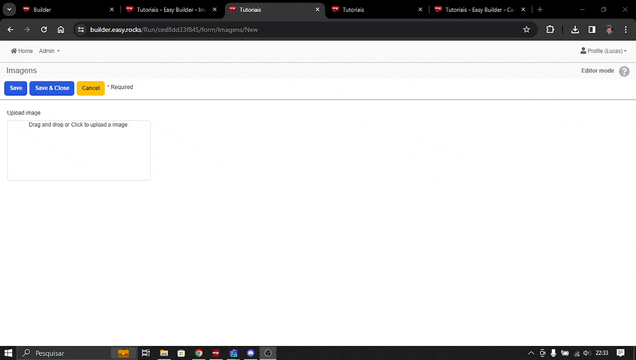 Builder
Tutoriais - Easy Builder - Im
Tutoriais
Tutoriais
Tutoriais - Easy Builder - Cu
builder.easy.rocks/Run/ced8dd33f845/form/Imagens/New
Home Admin Profile (Lucas)
Imagens Editor mode ?
Save Save & Close Cancel * Required
Upload image
Drag and drop or Click to upload a image
Pesquisar 22:33